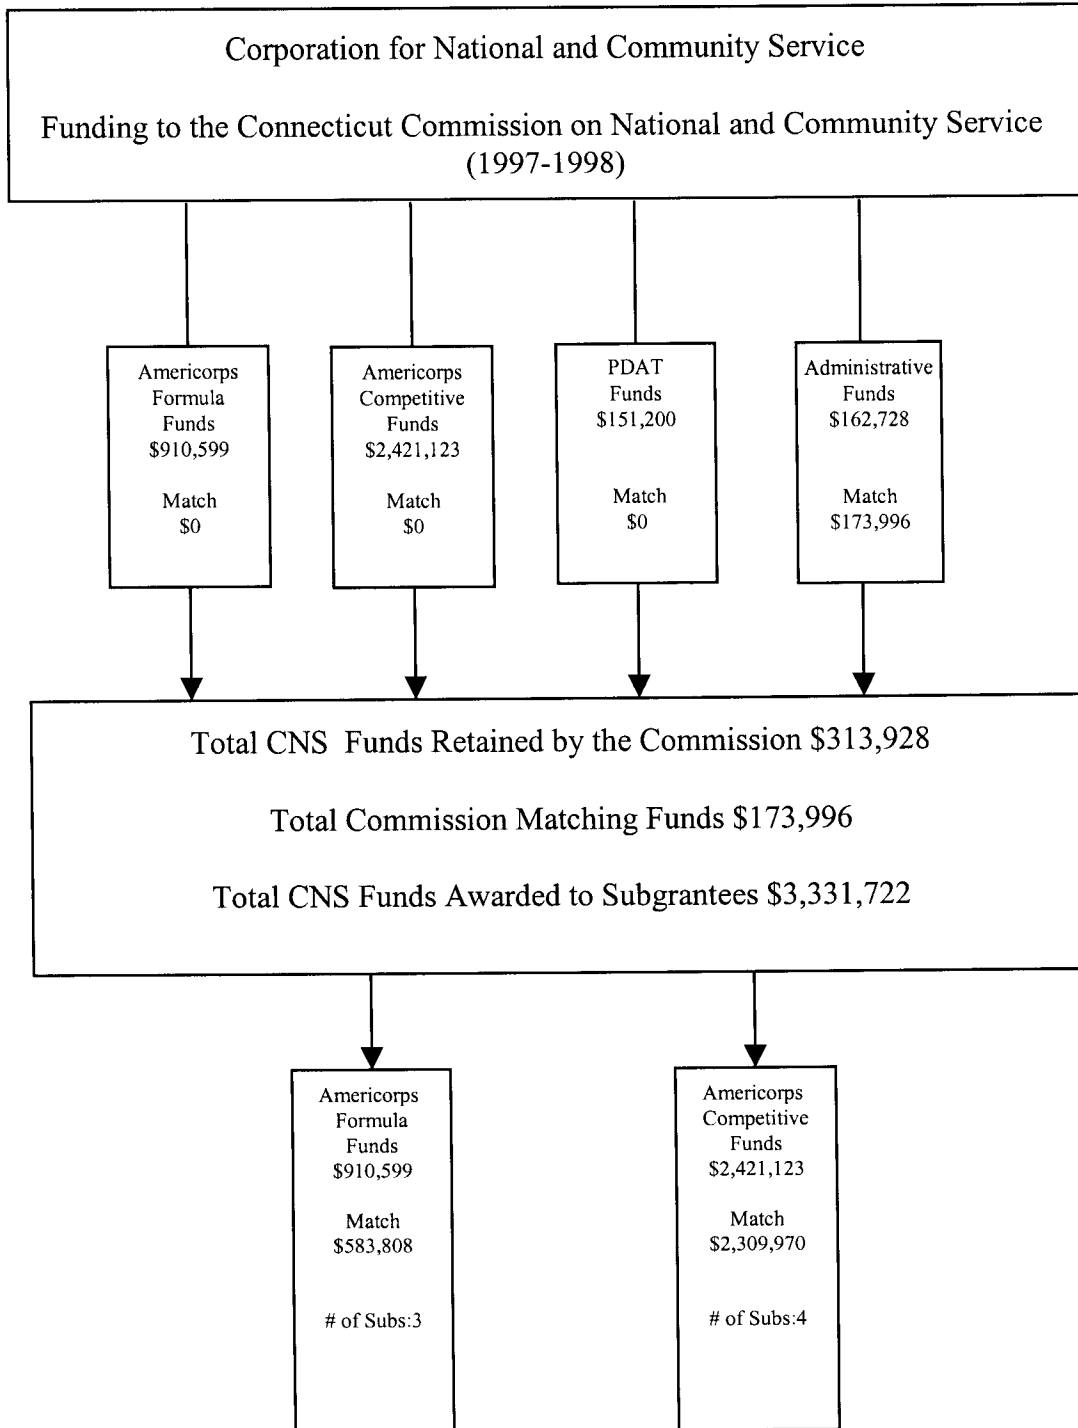 Corporation for National and Community Service
Funding to the Connecticut Commission on National and Community Service
(1997-1998)
Americorps
Formula
Funds
$910,599
Match
$0
Americorps
Competitive
Funds
$2,421,123
Match
$0
PDAT
Funds
$151,200
Match
$0
Administrative
Funds
$162,728
Match
$173,996
Total CNS Funds Retained by the Commission $313,928
Total Commission Matching Funds $173,996
Total CNS Funds Awarded to Subgrantees $3,331,722
Americorps
Formula
Funds
$910,599
Match
$583,808
# of Subs:3
Americorps
Competitive
Funds
$2,421,123
Match
$2,309,970
# of Subs:4